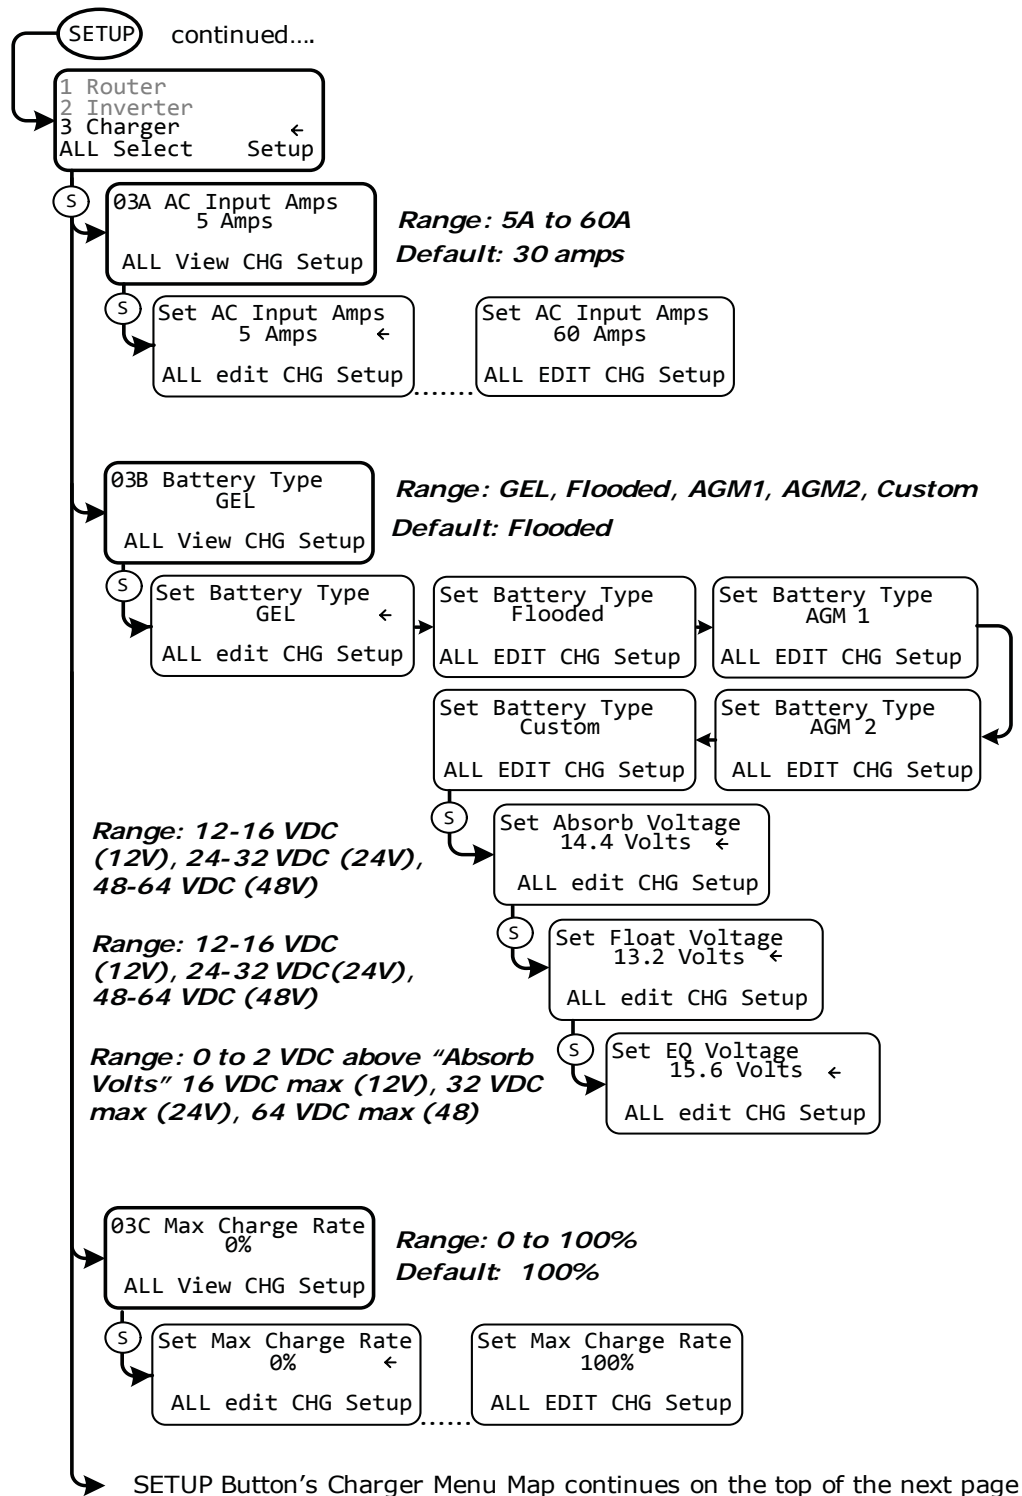 SETUP continued....
1 Router
2 Inverter
3 Charger ←
ALL Select Setup
S
03A AC Input Amps
5 Amps
ALL View CHG Setup
Range: 5A to 60A
Default: 30 amps
S
Set AC Input Amps
5 Amps ←
ALL edit CHG Setup
.......
Set AC Input Amps
60 Amps
ALL EDIT CHG Setup
03B Battery Type
GEL
ALL View CHG Setup
Range: GEL, Flooded, AGM1, AGM2, Custom
Default: Flooded
S
Set Battery Type
GEL ←
ALL edit CHG Setup
Set Battery Type
Flooded
ALL EDIT CHG Setup
Set Battery Type
AGM 1
ALL EDIT CHG Setup
Set Battery Type
AGM 2
ALL EDIT CHG Setup
Set Battery Type
Custom
ALL EDIT CHG Setup
S
Range: 12-16 VDC
(12V), 24-32 VDC (24V),
48-64 VDC (48V)
Set Absorb Voltage
14.4 Volts ←
ALL edit CHG Setup
S
Range: 12-16 VDC
(12V), 24-32 VDC(24V),
48-64 VDC (48V)
Set Float Voltage
13.2 Volts ←
ALL edit CHG Setup
S
Range: 0 to 2 VDC above “Absorb
Volts” 16 VDC max (12V), 32 VDC
max (24V), 64 VDC max (48)
Set EQ Voltage
15.6 Volts ←
ALL edit CHG Setup
03C Max Charge Rate
0%
ALL View CHG Setup
Range: 0 to 100%
Default: 100%
S
Set Max Charge Rate
0% ←
ALL edit CHG Setup
......
Set Max Charge Rate
100%
ALL EDIT CHG Setup
SETUP Button’s Charger Menu Map continues on the top of the next page